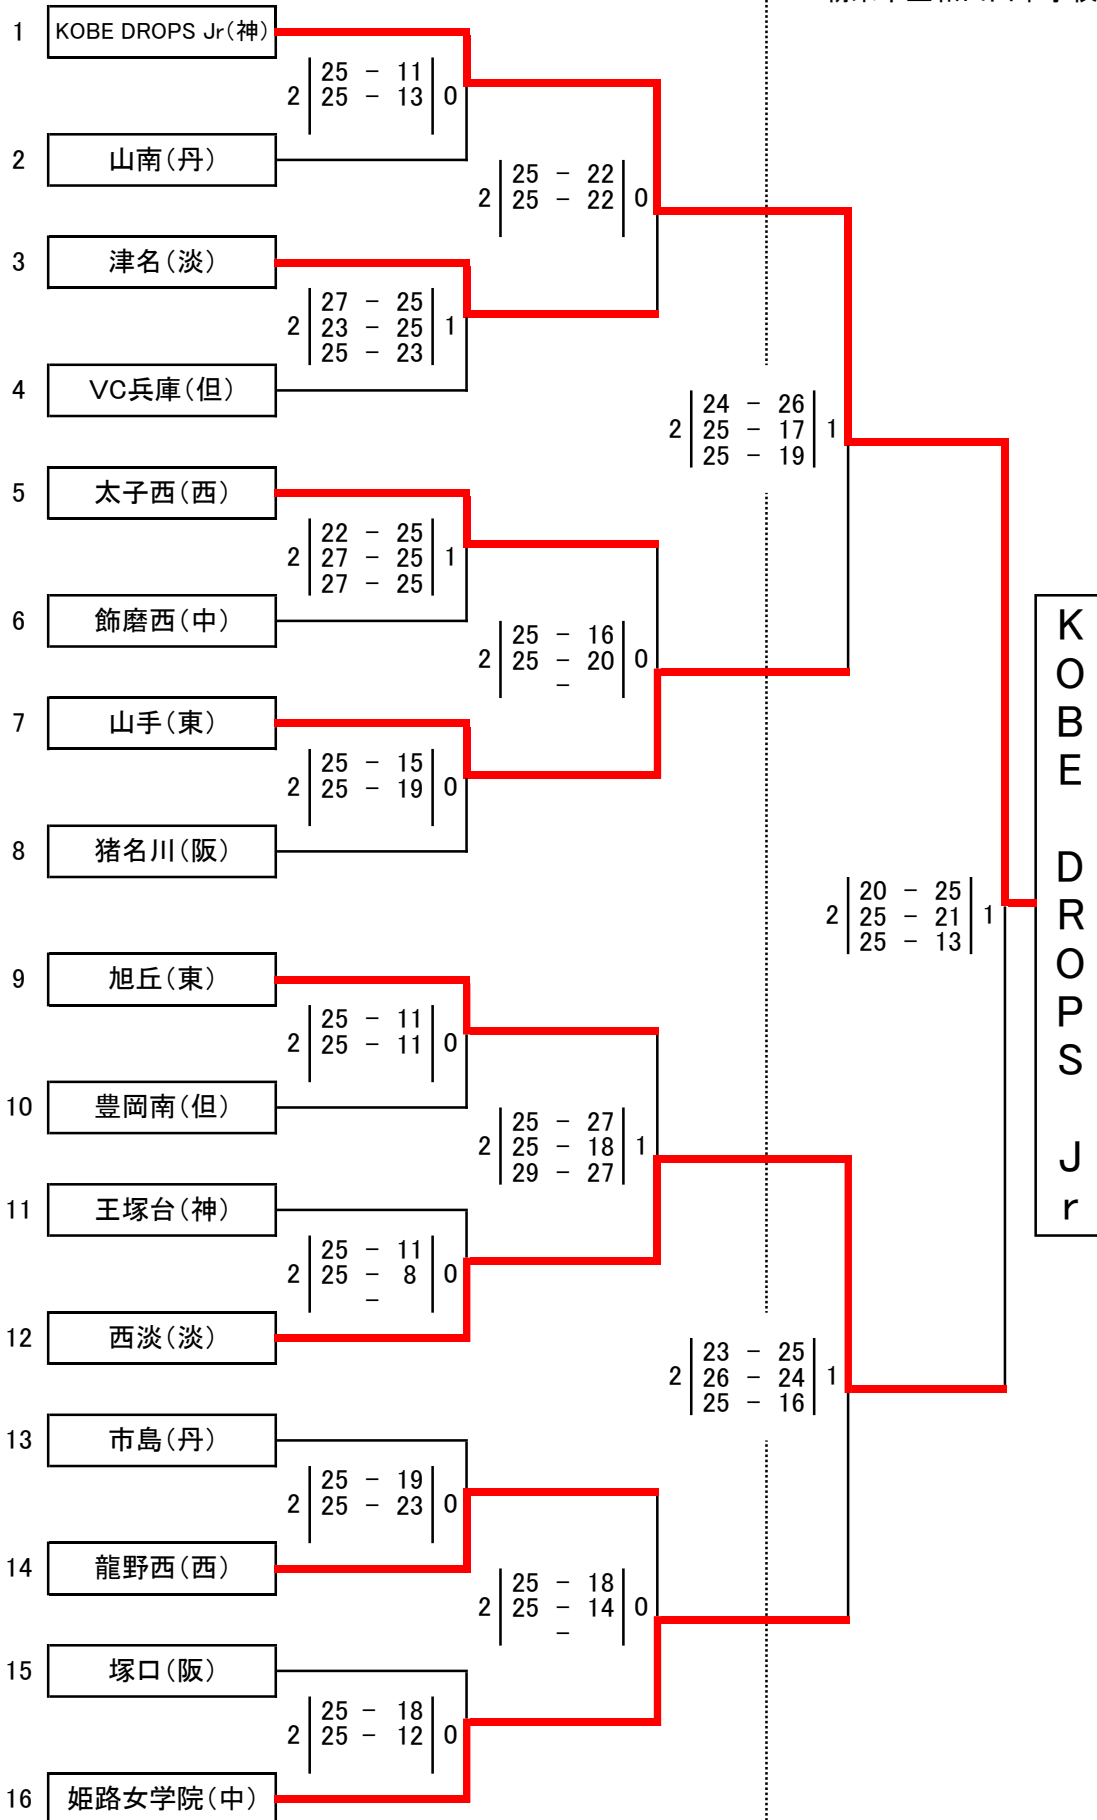 1 KOBE DROPS Jr(神)
25 - 11
2 25 - 13 0
2 山南(丹)
25 - 22
2 25 - 22 0
3 津名(淡)
27 - 25
2 23 - 25 1
25 - 23
4 VC兵庫(但)
24 - 26
2 25 - 17 1
25 - 19
5 太子西(西)
22 - 25
2 27 - 25 1
27 - 25
6 飾磨西(中)
25 - 16
2 25 - 20 0
-
7 山手(東)
25 - 15
2 25 - 19 0
8 猪名川(阪)
20 - 25
2 25 - 21 1
25 - 13
KOBE DROPS Jr
9 旭丘(東)
25 - 11
2 25 - 11 0
10 豊岡南(但)
25 - 27
2 25 - 18 1
29 - 27
11 王塚台(神)
25 - 11
2 25 - 8 0
-
12 西淡(淡)
23 - 25
2 26 - 24 1
25 - 16
13 市島(丹)
25 - 19
2 25 - 23 0
14 龍野西(西)
25 - 18
2 25 - 14 0
-
15 塚口(阪)
25 - 18
2 25 - 12 0
16 姫路女学院(中)